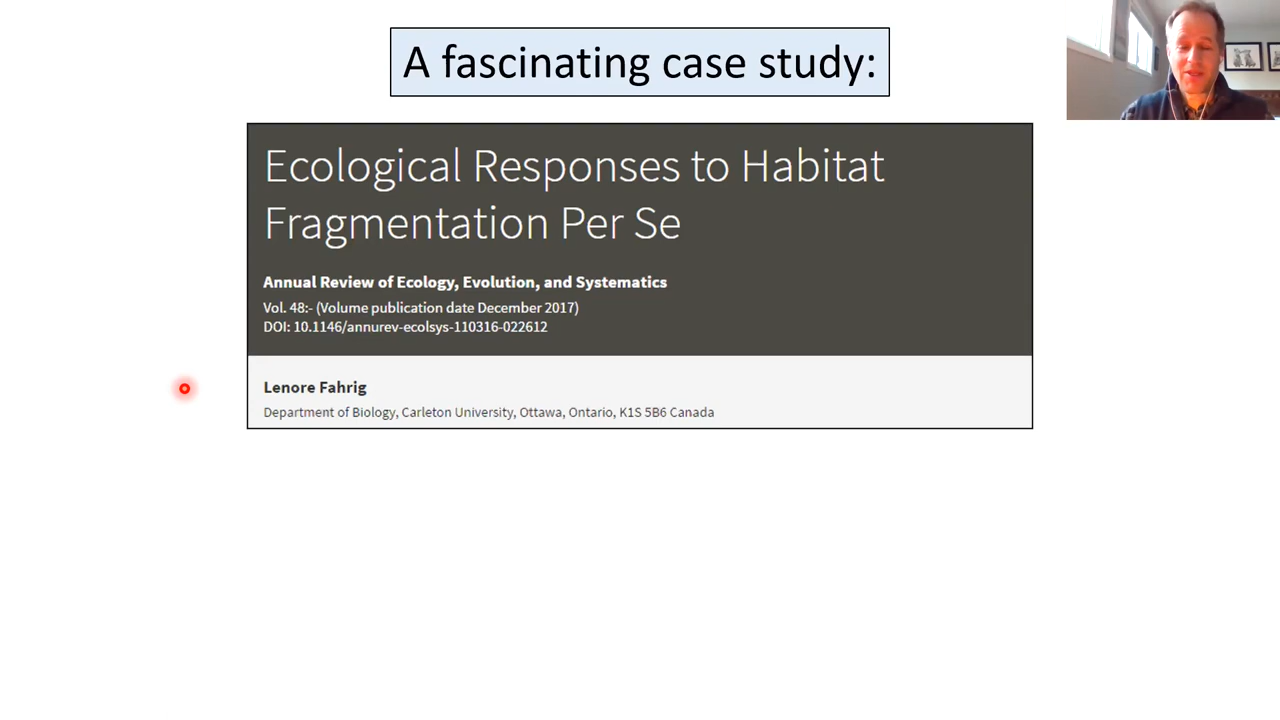 A fascinating case study:
Ecological Responses to Habitat
Fragmentation Per Se
Annual Review of Ecology, Evolution, and Systematics
Vol. 48:- (Volume publication date December 2017)
DOI: 10.1146/annurev-ecolsys-110316-022612
Lenore Fahrig
Department of Biology, Carleton University, Ottawa, Ontario, K1S 5B6 Canada